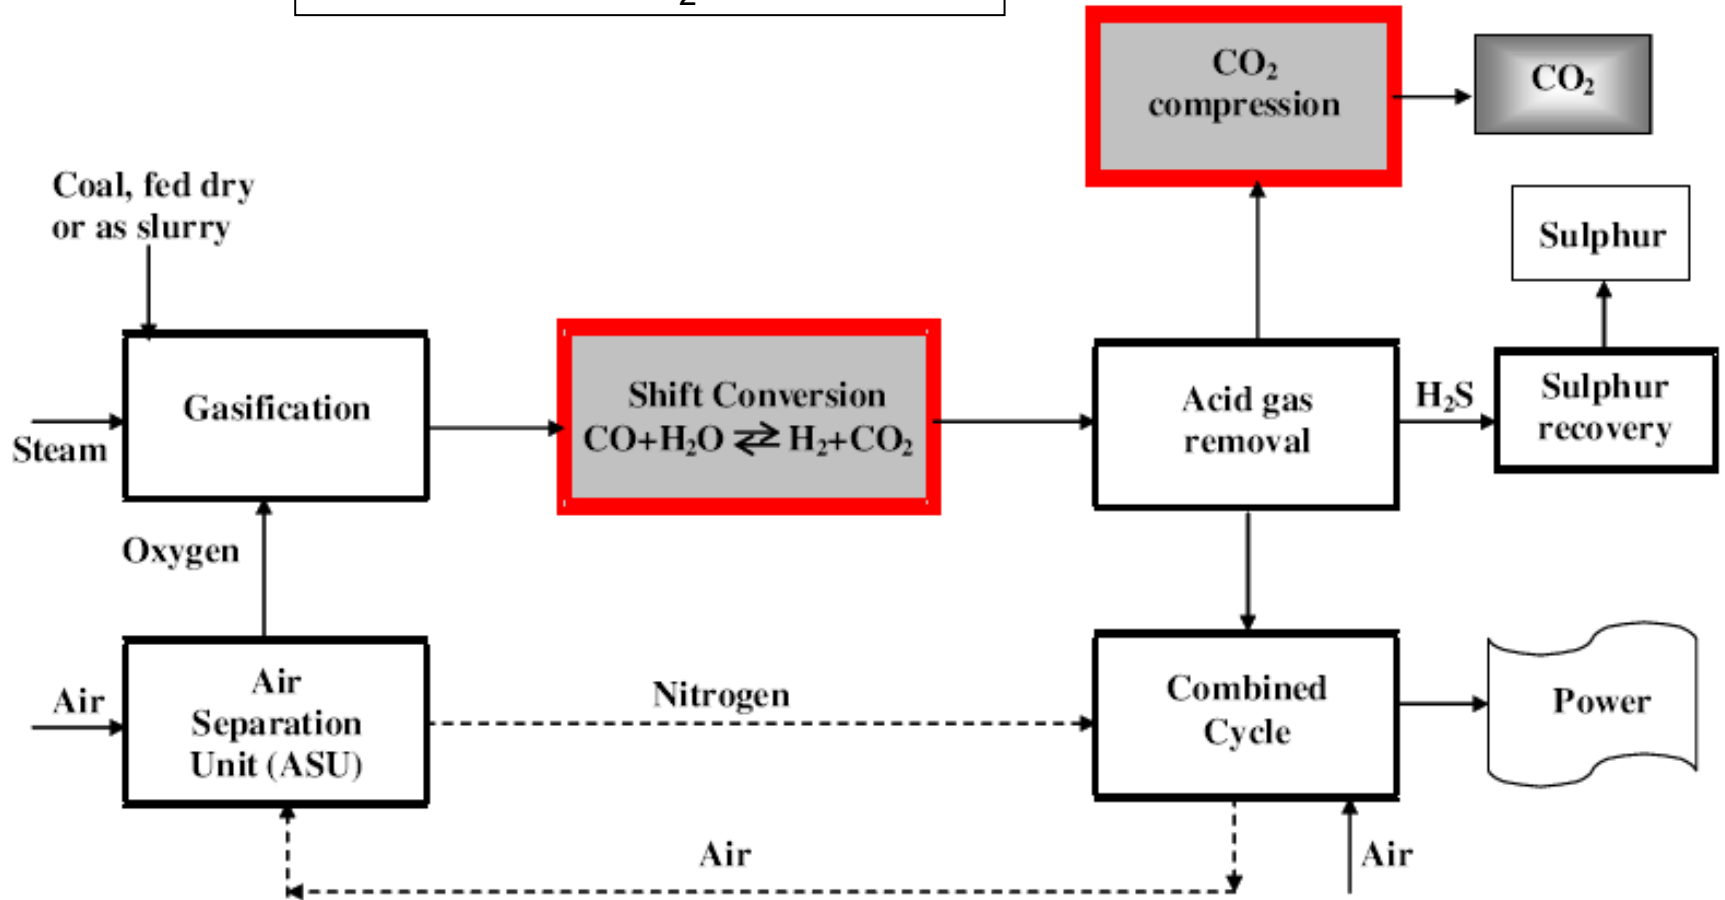 2
CO₂
compression
CO₂
Coal, fed dry
or as slurry
Sulphur
Gasification
Steam
Shift Conversion
CO+H₂O ⇌ H₂+CO₂
Acid gas
removal
H₂S
Sulphur
recovery
Oxygen
Air
Air
Separation
Unit (ASU)
Nitrogen
Combined
Cycle
Power
Air
Air